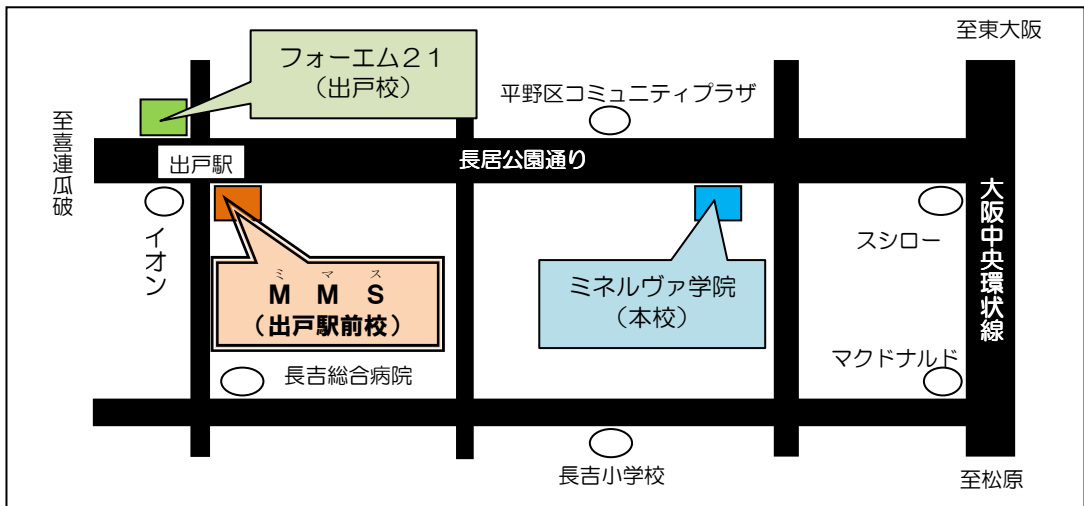 至東大阪
フォーエム２１
（出戸校）
平野区コミュニティプラザ
至喜連瓜破
出戸駅
長居公園通り
大阪中央環状線
イオン
スシロー
ミ マ ス
Ｍ Ｍ Ｓ
（出戸駅前校）
ミネルヴァ学院
（本校）
マクドナルド
長吉総合病院
長吉小学校
至松原